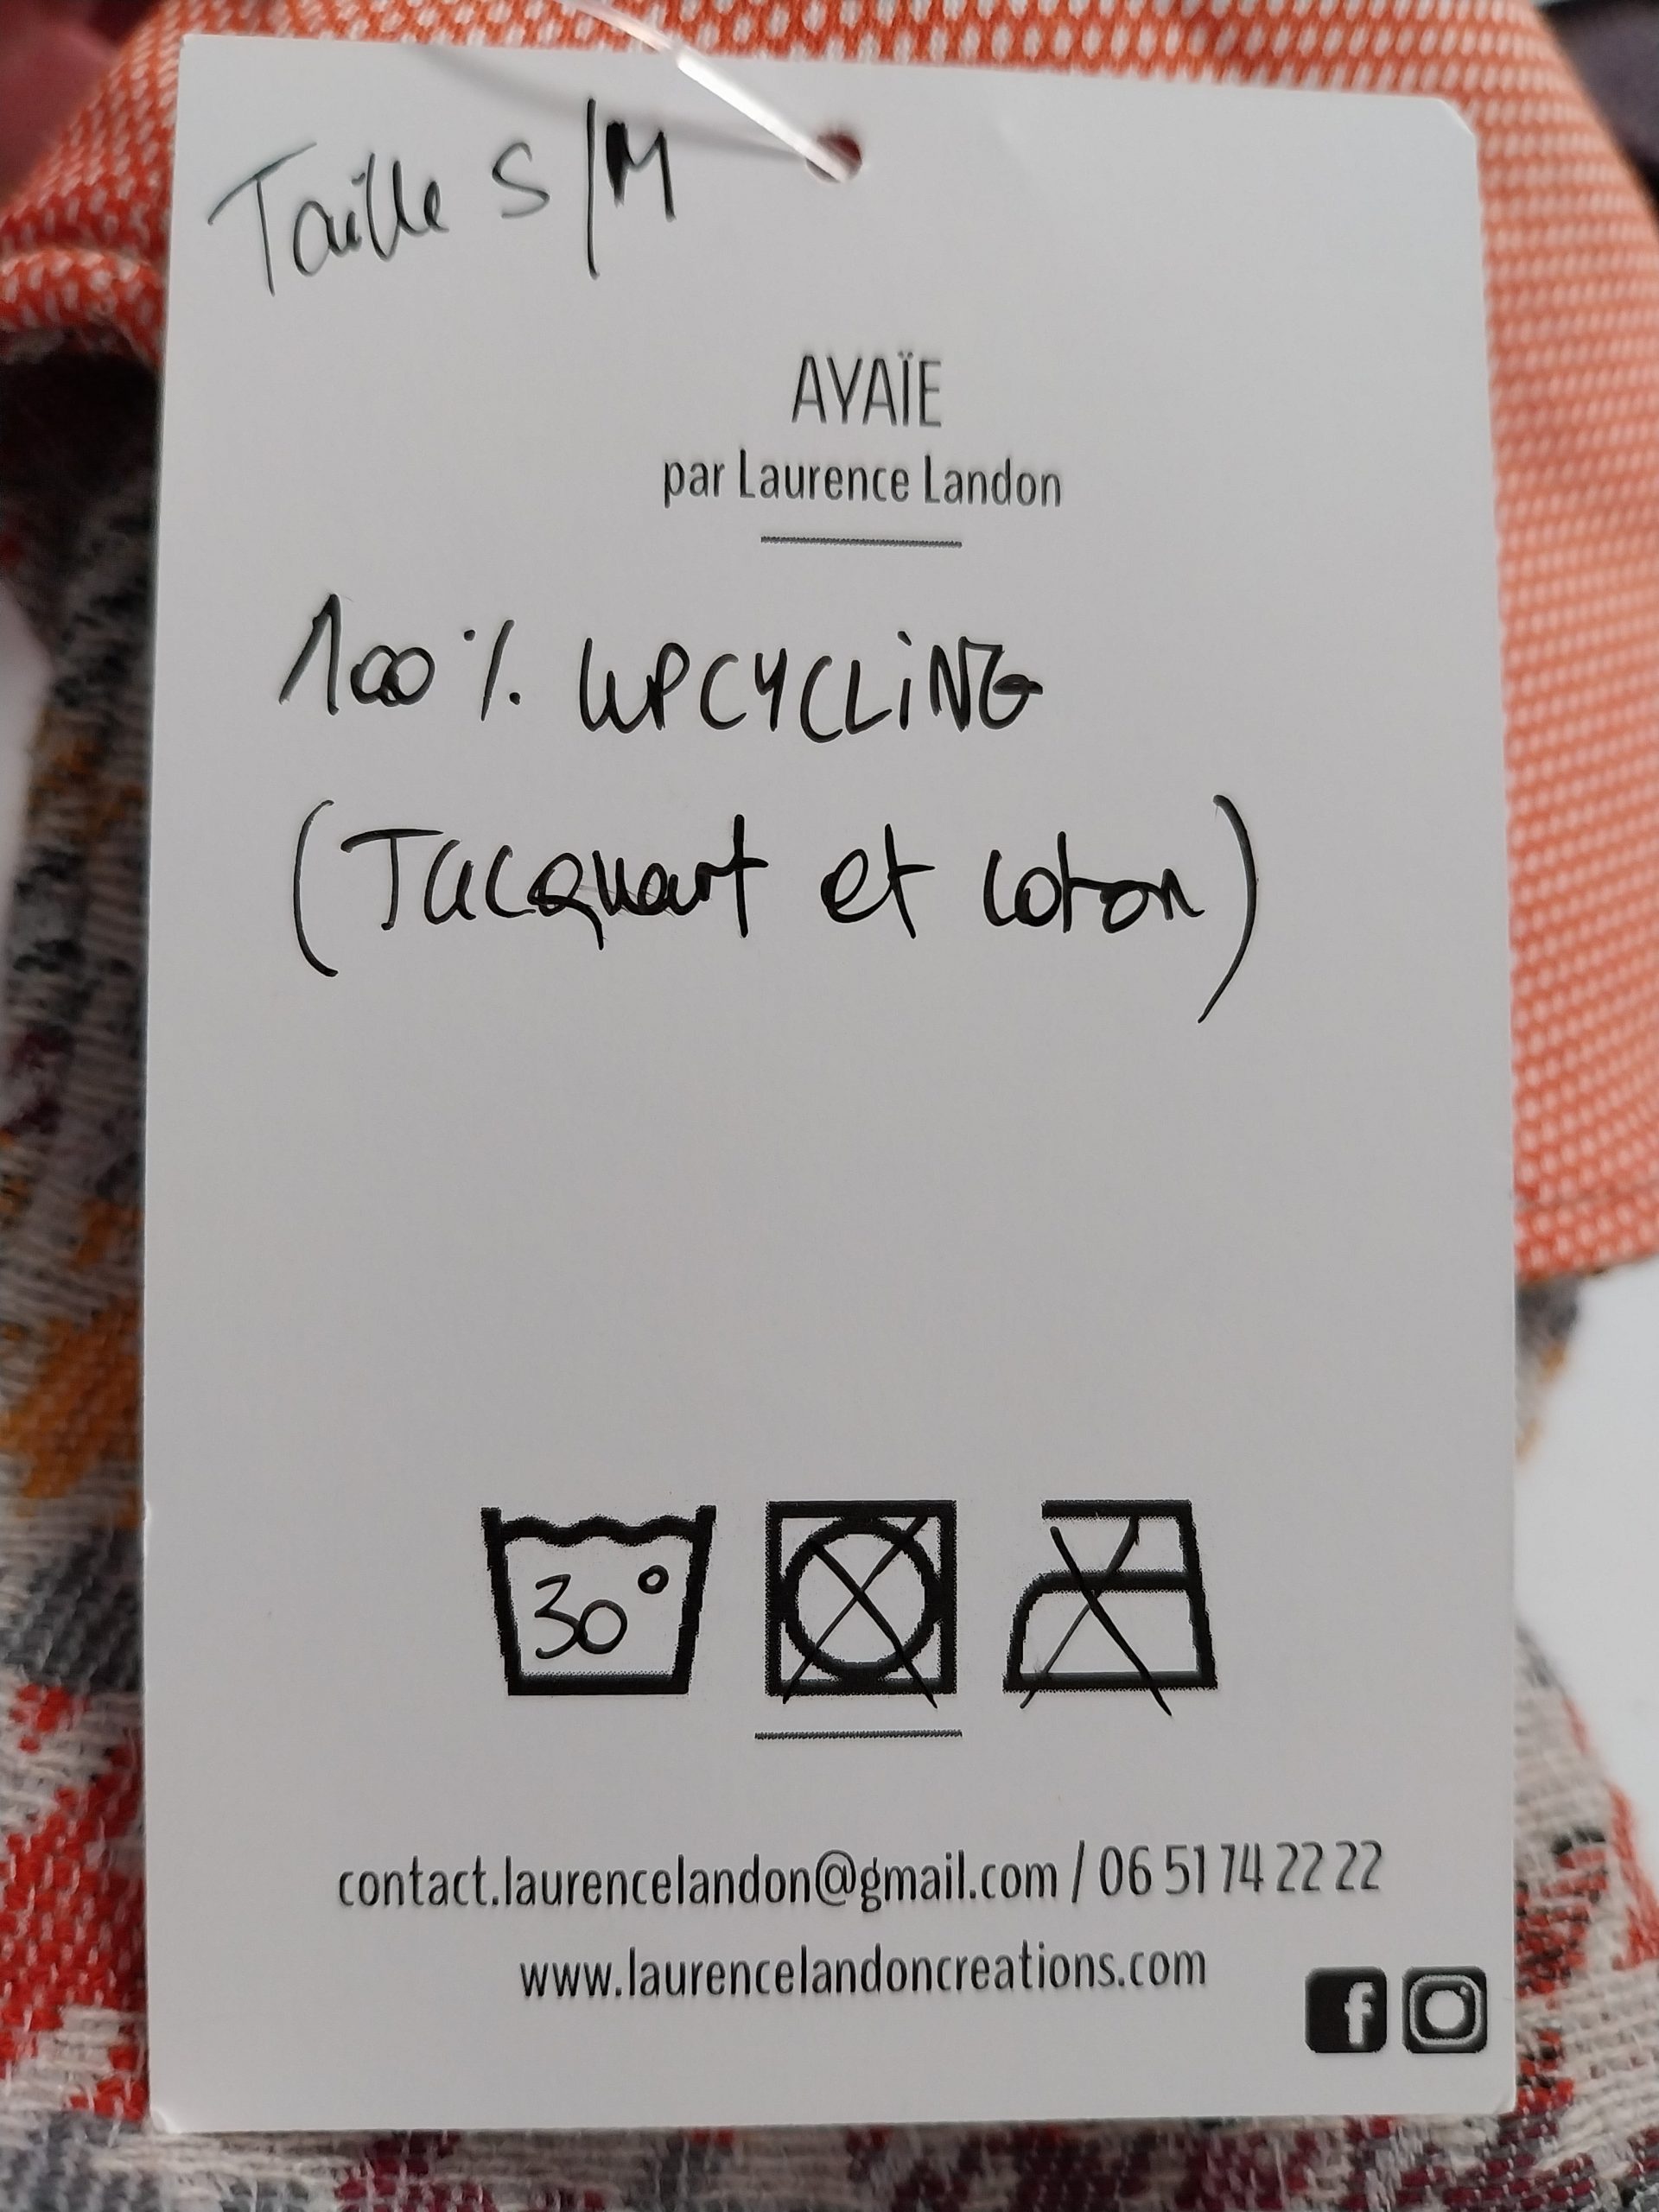 Taille S/M
AYAÏE
par Laurence Landon
100% UPCYCLING
(Jacquart et coton)
30°
contact.laurencelandon@gmail.com / 06 51 74 22 22
www.laurencelandoncreations.com